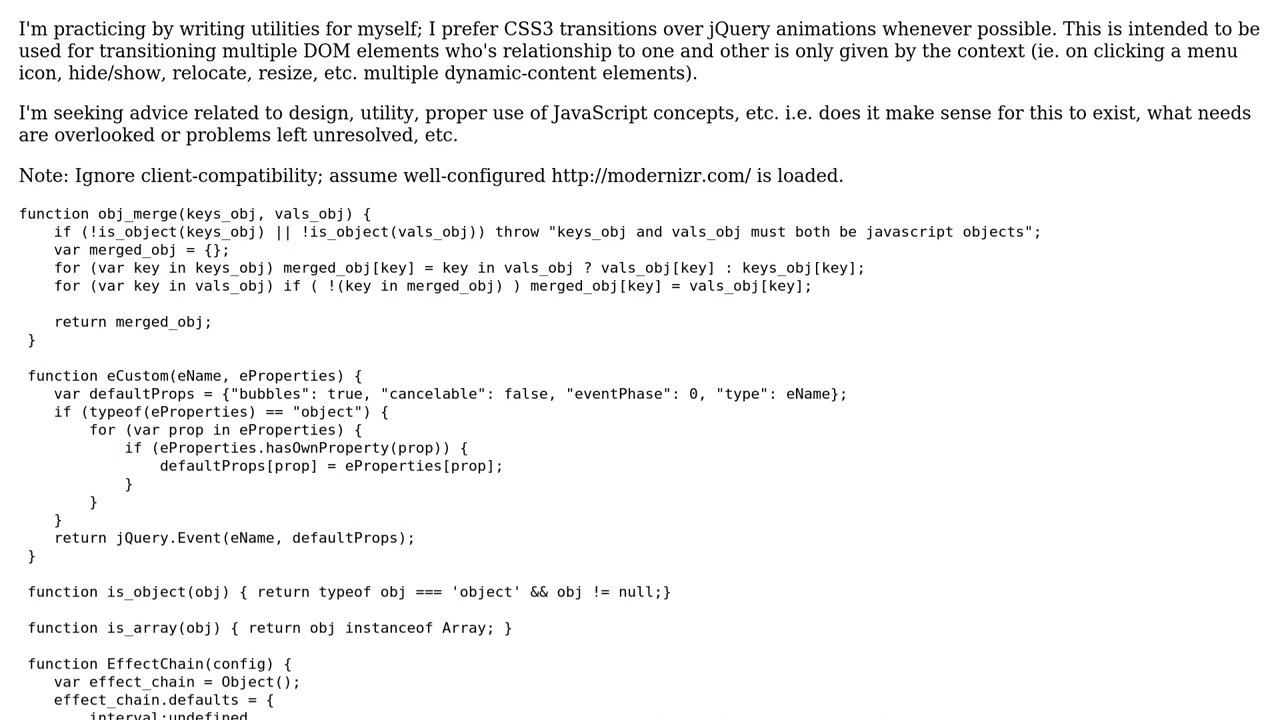 I'm practicing by writing utilities for myself; I prefer CSS3 transitions over jQuery animations whenever possible. This is intended to be
used for transitioning multiple DOM elements who's relationship to one and other is only given by the context (ie. on clicking a menu
icon, hide/show, relocate, resize, etc. multiple dynamic-content elements).
I'm seeking advice related to design, utility, proper use of JavaScript concepts, etc. i.e. does it make sense for this to exist, what needs
are overlooked or problems left unresolved, etc.
Note: Ignore client-compatibility; assume well-configured http://modernizr.com/ is loaded.
function obj_merge(keys_obj, vals_obj) {
    if (!is_object(keys_obj) || !is_object(vals_obj)) throw "keys_obj and vals_obj must both be javascript objects";
    var merged_obj = {};
    for (var key in keys_obj) merged_obj[key] = key in vals_obj ? vals_obj[key] : keys_obj[key];
    for (var key in vals_obj) if ( !(key in merged_obj) ) merged_obj[key] = vals_obj[key];
    return merged_obj;
 }
 function eCustom(eName, eProperties) {
    var defaultProps = {"bubbles": true, "cancelable": false, "eventPhase": 0, "type": eName};
    if (typeof(eProperties) == "object") {
        for (var prop in eProperties) {
            if (eProperties.hasOwnProperty(prop)) {
                defaultProps[prop] = eProperties[prop];
            }
        }
    }
    return jQuery.Event(eName, defaultProps);
 }
 function is_object(obj) { return typeof obj === 'object' && obj != null;}
 function is_array(obj) { return obj instanceof Array; }
 function EffectChain(config) {
    var effect_chain = Object();
    effect_chain.defaults = {
        interval:undefined